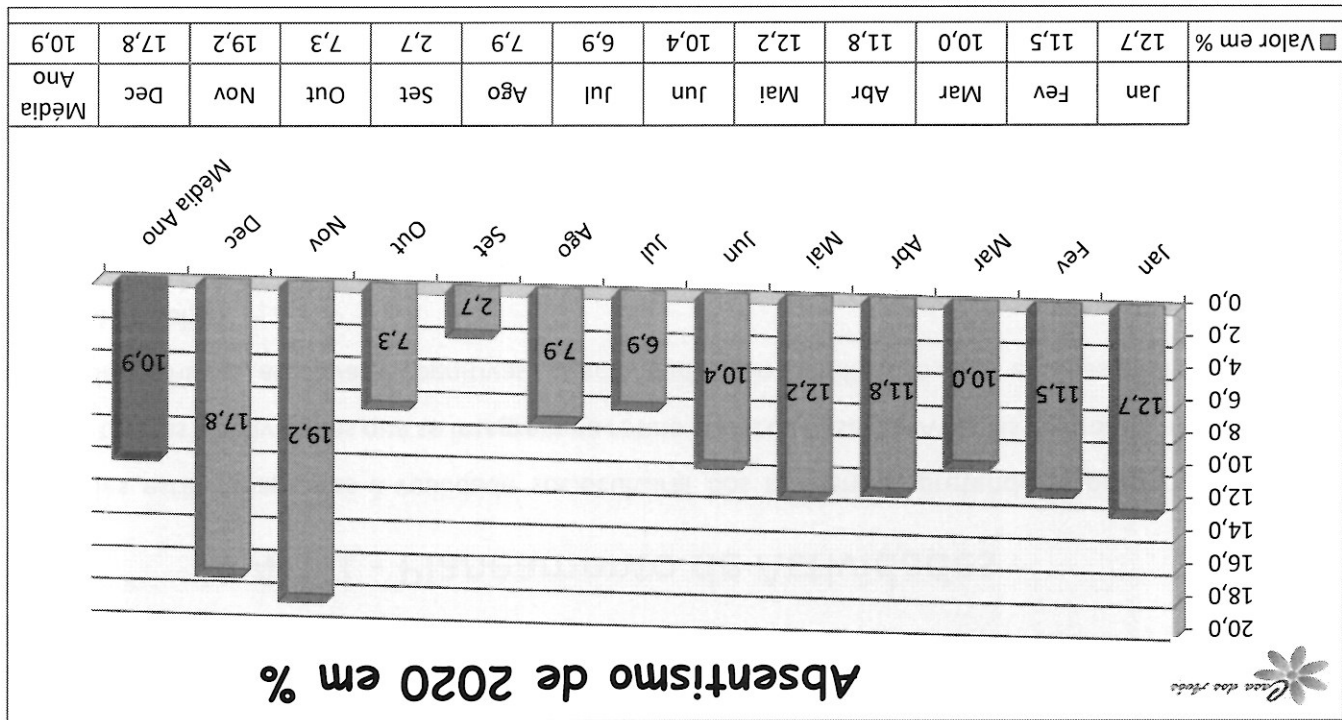 Casa dos Avós
Absentismo de 2020 em %
20,0
18,0
16,0
14,0
12,0
10,0
8,0
6,0
4,0
2,0
0,0
12,7 11,5 10,0 11,8 12,2 10,4 6,9 7,9 2,7 7,3 19,2 17,8 10,9
Jan Fev Mar Abr Mai Jun Jul Ago Set Out Nov Dec Média Ano
Jan Fev Mar Abr Mai Jun Jul Ago Set Out Nov Dec Média Ano
Valor em % 12,7 11,5 10,0 11,8 12,2 10,4 6,9 7,9 2,7 7,3 19,2 17,8 10,9